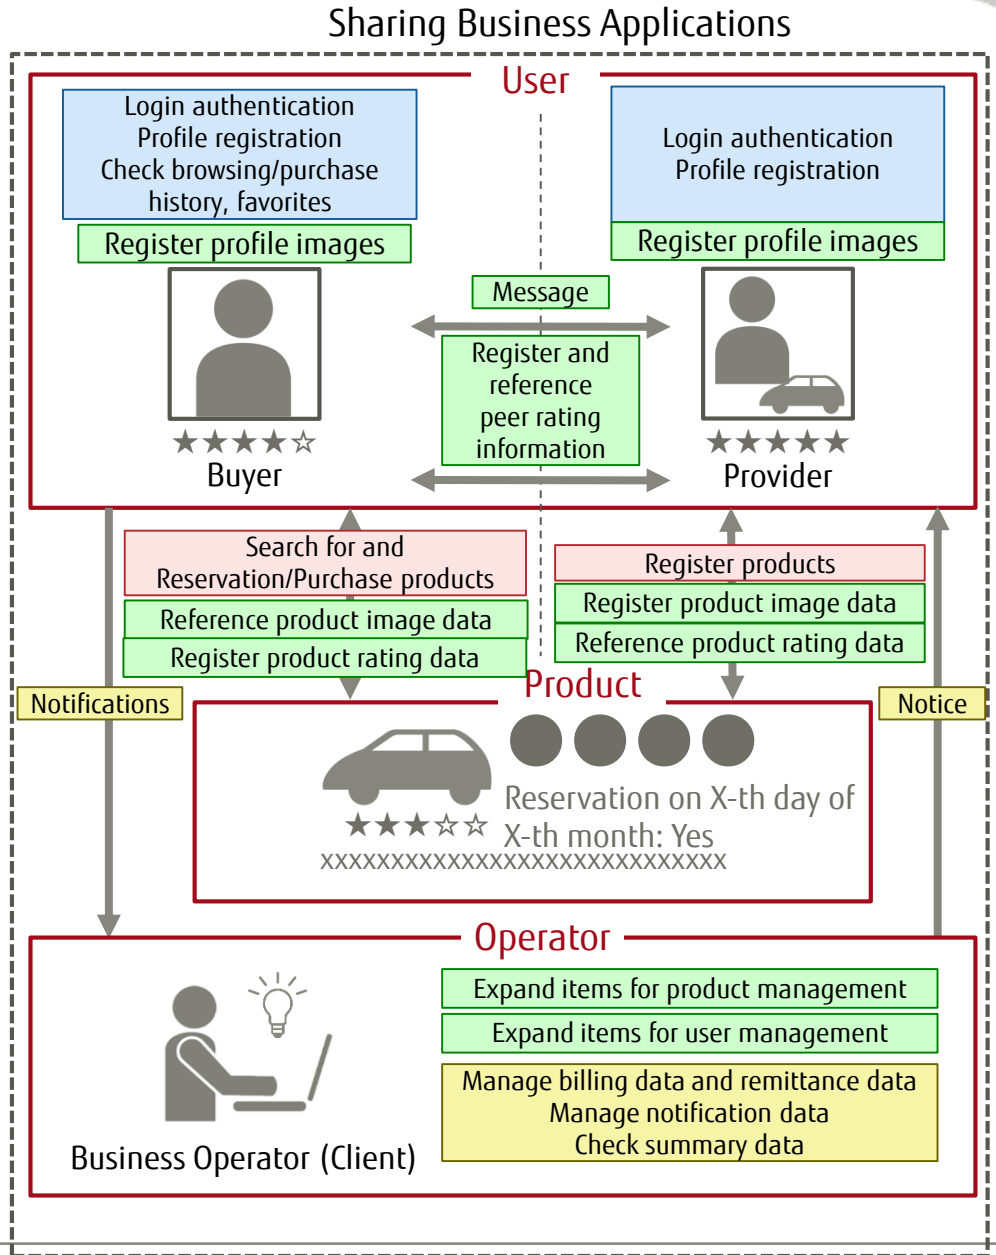 Sharing Business Applications
User
Login authentication
Profile registration
Check browsing/purchase
history, favorites
Register profile images
Login authentication
Profile registration
Register profile images
Message
Register and
reference
peer rating
information
★★★★☆
Buyer
★★★★★
Provider
Search for and
Reservation/Purchase products
Reference product image data
Register product rating data
Register products
Register product image data
Reference product rating data
Notifications
Notice
Product
Reservation on X-th day of
★★★☆☆
X-th month: Yes
xxxxxxxxxxxxxxxxxxxxxxxxxxxxx
Operator
Expand items for product management
Expand items for user management
Manage billing data and remittance data
Manage notification data
Check summary data
Business Operator (Client)